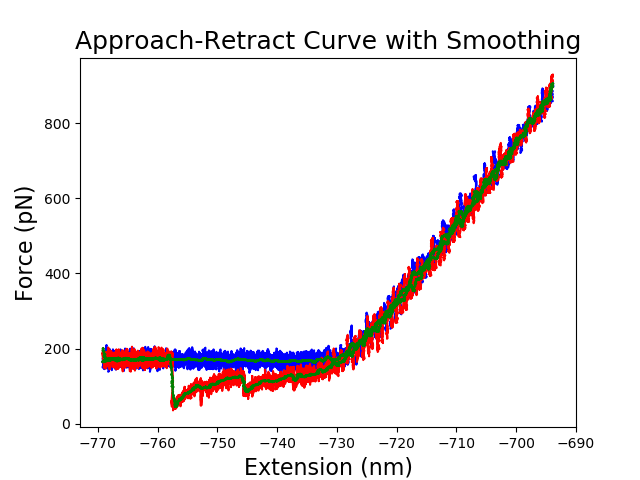 Approach-Retract Curve with Smoothing
Force (pN)
800
600
400
200
0
−770 −760 −750 −740 −730 −720 −710 −700 −690
Extension (nm)